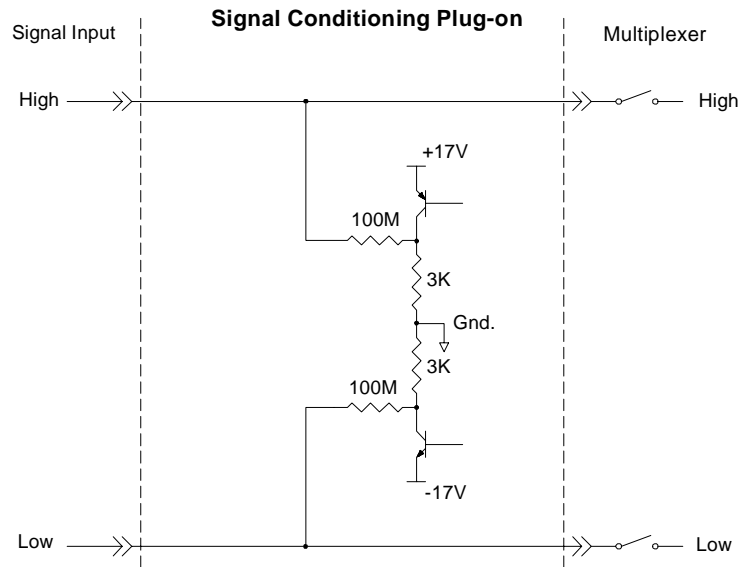 Signal Conditioning Plug-on
Signal Input
Multiplexer
High
High
+17V
100M
3K
Gnd.
3K
100M
-17V
Low
Low